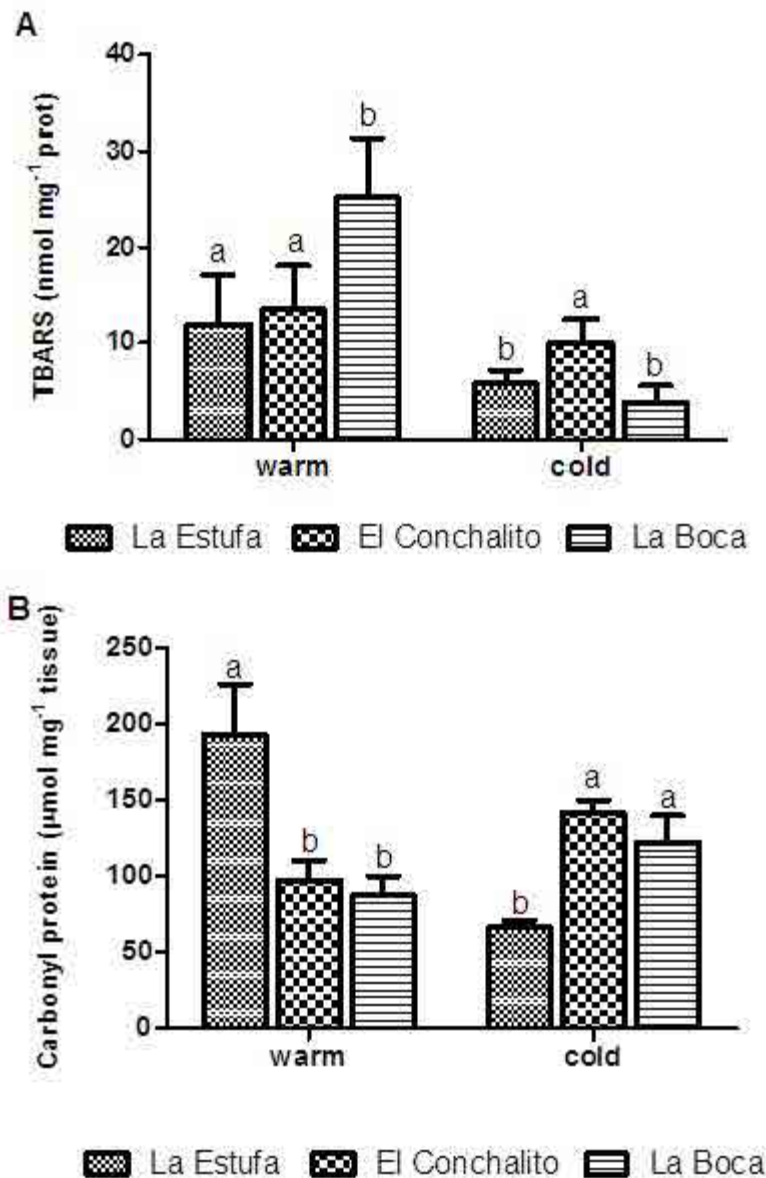 A
TBARS (nmol mg⁻¹ prot)
40
30
20
10
0
a
a
b
b
a
b
warm
cold
La Estufa
El Conchalito
La Boca
B
Carbonyl protein (µmol mg⁻¹ tissue)
250
200
150
100
50
0
a
b
b
b
a
a
warm
cold
La Estufa
El Conchalito
La Boca